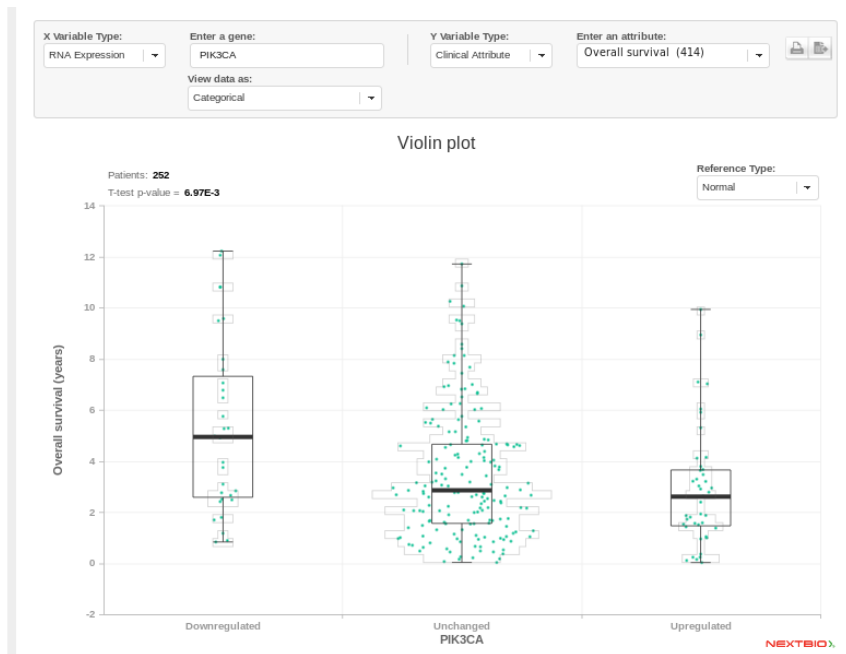 X Variable Type:
Enter a gene:
Y Variable Type:
Enter an attribute:
RNA Expression
PIK3CA
Clinical Attribute
Overall survival (414)
View data as:
Categorical
Violin plot
Patients: 252
T-test p-value = 6.97E-3
Reference Type:
Normal
14
12
10
8
6
4
2
0
-2
Overall survival (years)
Downregulated
Unchanged
Upregulated
PIK3CA
NEXTBIO